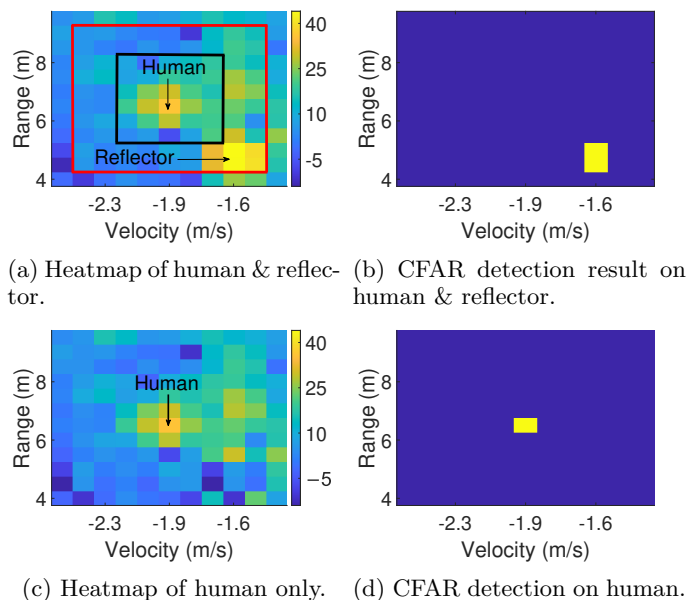 40
25
10
-5
8
6
4
Range (m)
Human
Reflector
-2.3 -1.9 -1.6
Velocity (m/s)
8
6
4
Range (m)
-2.3 -1.9 -1.6
Velocity (m/s)
(a) Heatmap of human & reflec-
tor.
(b) CFAR detection result on
human & reflector.
40
25
10
−5
8
6
4
Range (m)
Human
-2.3 -1.9 -1.6
Velocity (m/s)
8
6
4
Range (m)
-2.3 -1.9 -1.6
Velocity (m/s)
(c) Heatmap of human only.
(d) CFAR detection on human.